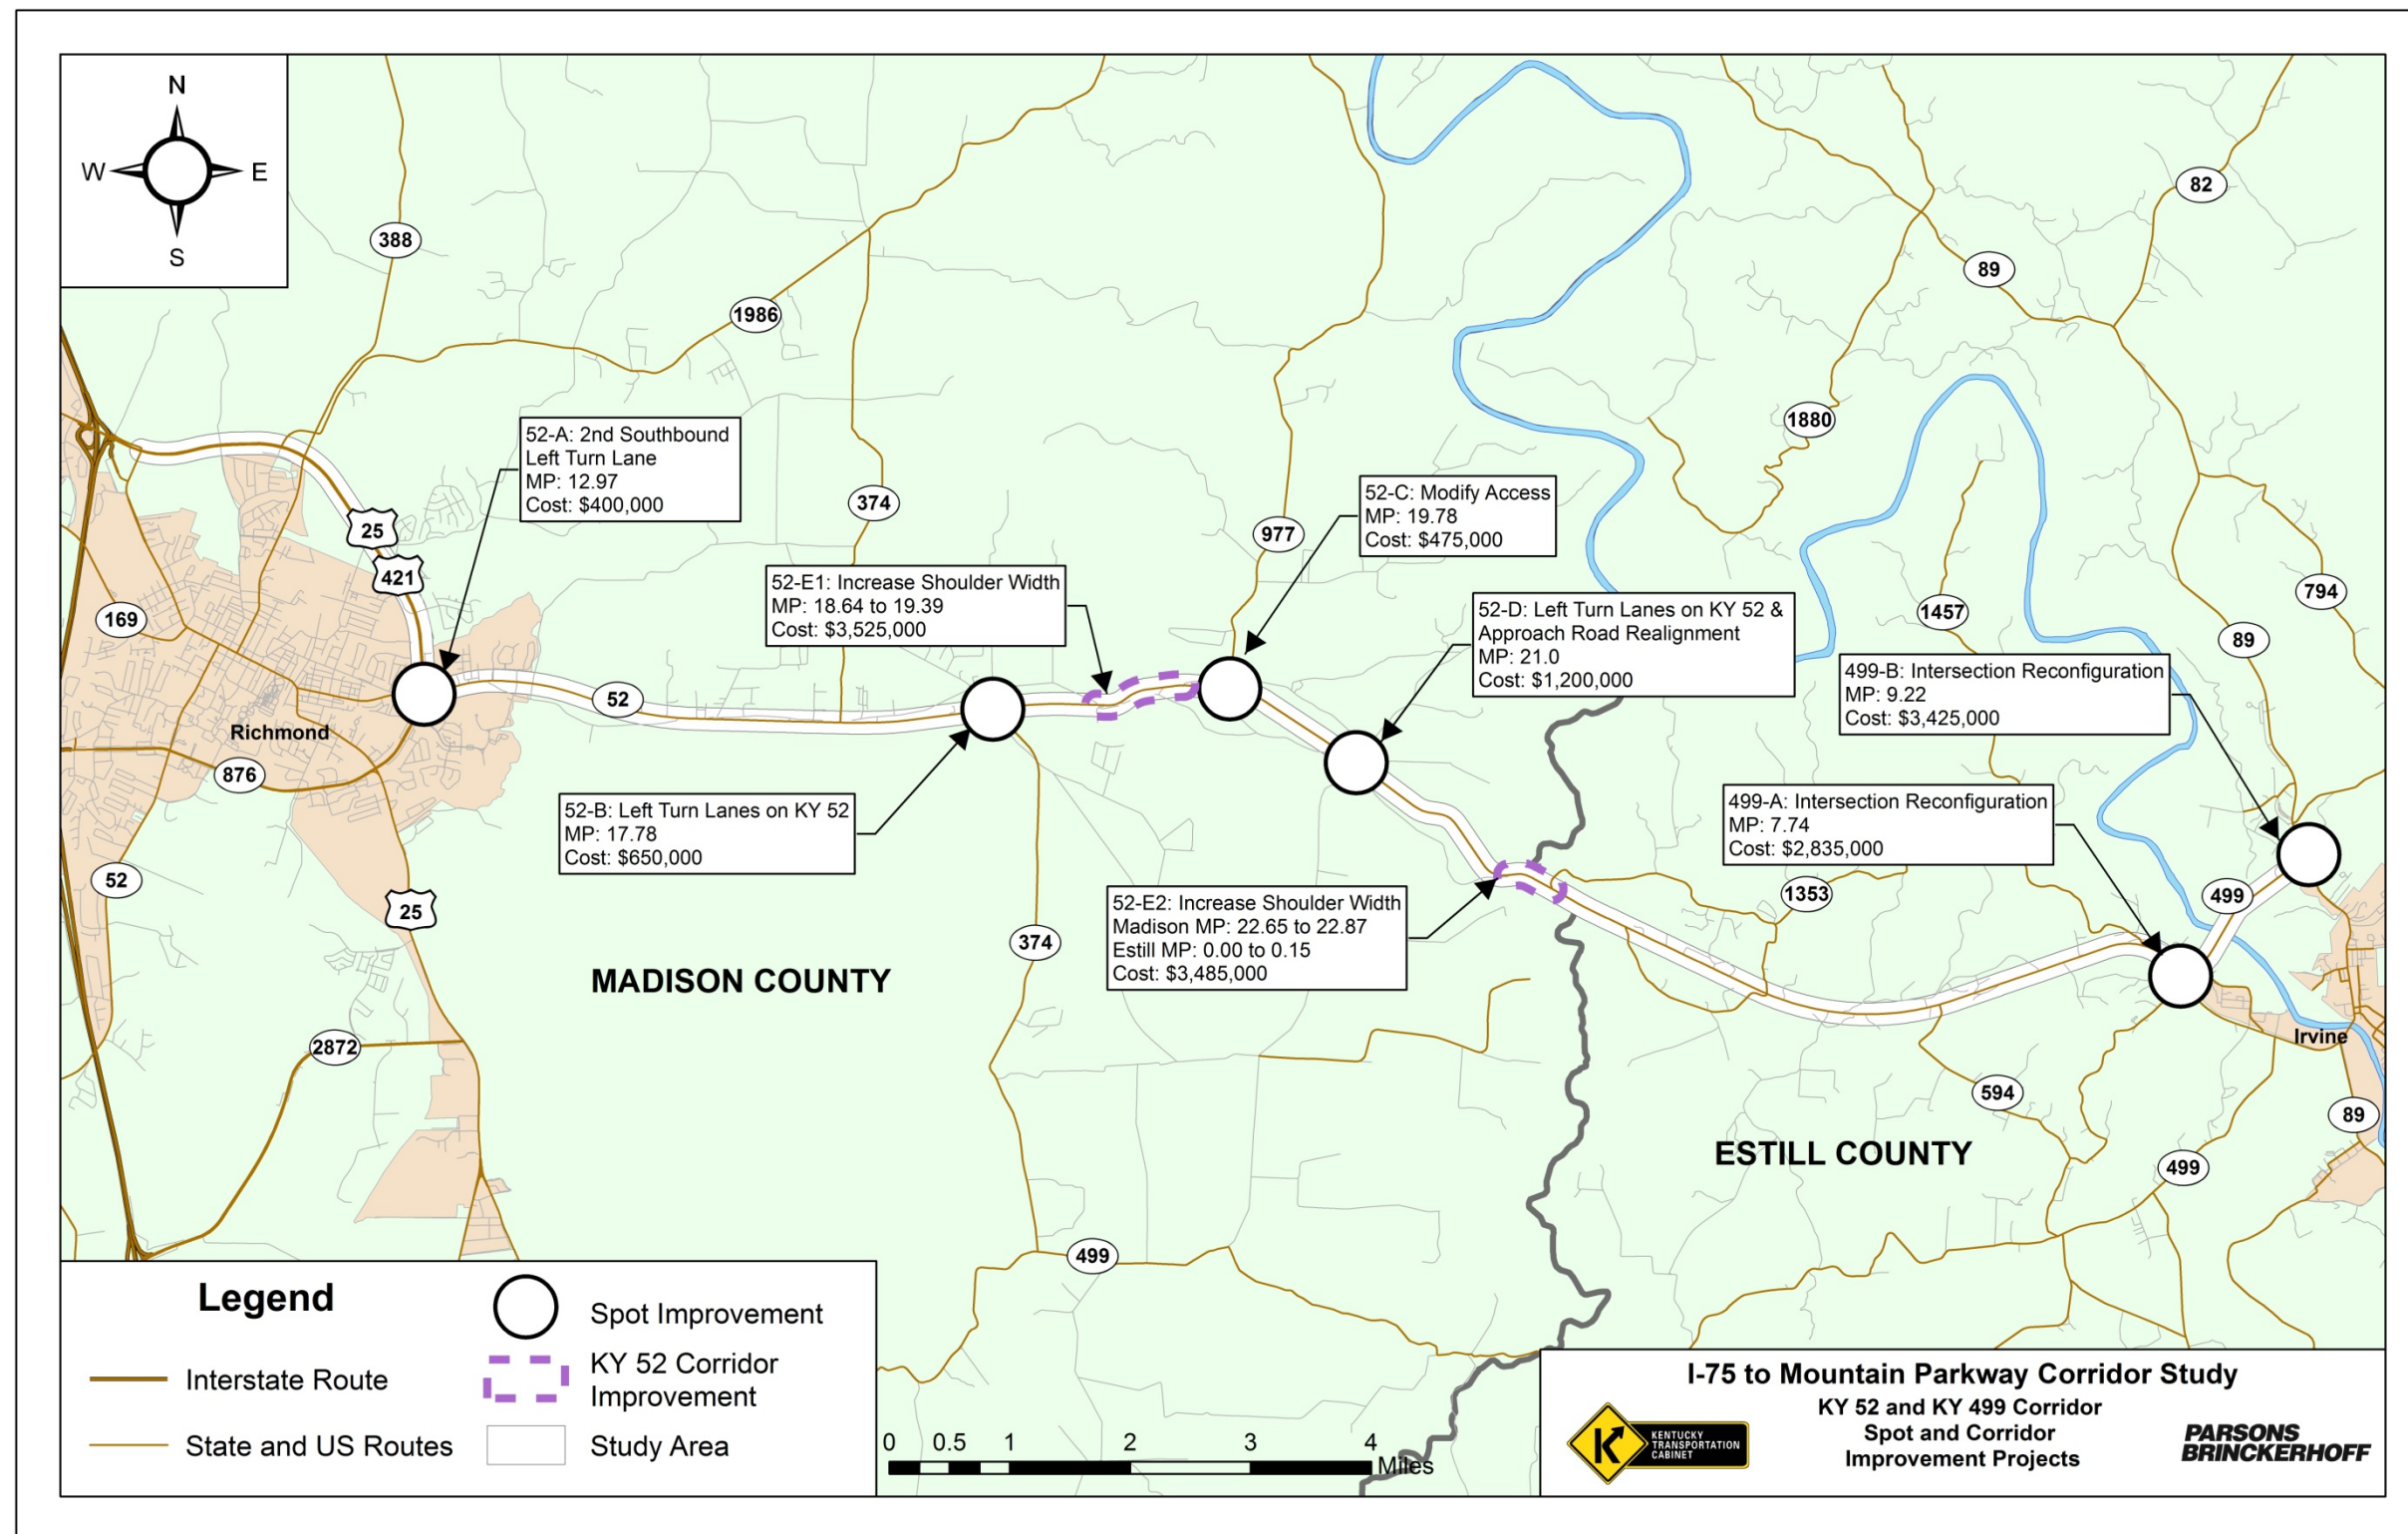 N
W
E
S
388
1986
82
89
1880
374
977
25
421
169
52
876
52
25
2872
374
499
1457
794
89
1353
499
594
499
89
Richmond
Irvine
MADISON COUNTY
ESTILL COUNTY
52-A: 2nd Southbound
Left Turn Lane
MP: 12.97
Cost: $400,000
52-E1: Increase Shoulder Width
MP: 18.64 to 19.39
Cost: $3,525,000
52-C: Modify Access
MP: 19.78
Cost: $475,000
52-D: Left Turn Lanes on KY 52 &
Approach Road Realignment
MP: 21.0
Cost: $1,200,000
499-B: Intersection Reconfiguration
MP: 9.22
Cost: $3,425,000
52-B: Left Turn Lanes on KY 52
MP: 17.78
Cost: $650,000
499-A: Intersection Reconfiguration
MP: 7.74
Cost: $2,835,000
52-E2: Increase Shoulder Width
Madison MP: 22.65 to 22.87
Estill MP: 0.00 to 0.15
Cost: $3,485,000
Legend
Interstate Route
State and US Routes
Spot Improvement
KY 52 Corridor
Improvement
Study Area
0 0.5 1 2 3 4
Miles
I-75 to Mountain Parkway Corridor Study
KY 52 and KY 499 Corridor
Spot and Corridor
Improvement Projects
K
KENTUCKY
TRANSPORTATION
CABINET
PARSONS
BRINCKERHOFF